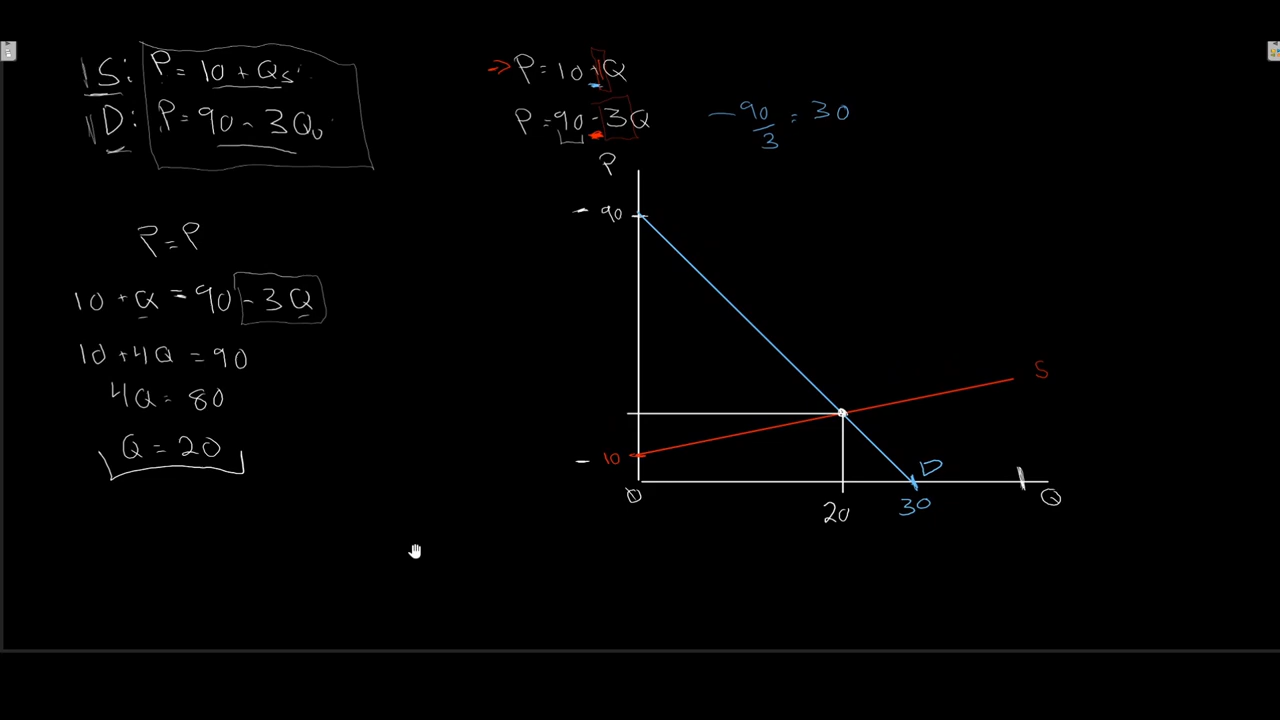 S: P = 10 + Qs
D: P = 90 - 3QD
P = P
10 + Q = 90 - 3Q
10 + 4Q = 90
4Q = 80
Q = 20
→ P = 10 + 1Q
P = 90 - 3Q
- 90/3 = 30
P
- 90
S
- 10
D
0
20
30
Q